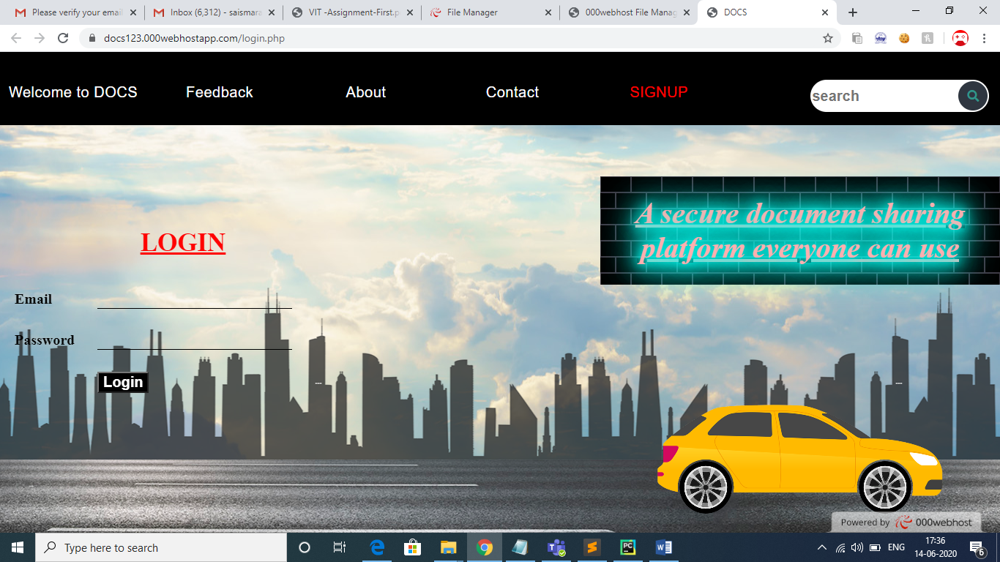 Please verify your email
Inbox (6,312) - saismara
VIT -Assignment-First.p
File Manager
000webhost File Manag
DOCS
docs123.000webhostapp.com/login.php
Welcome to DOCS
Feedback
About
Contact
SIGNUP
search
A secure document sharing
platform everyone can use
LOGIN
Email
Password
Login
Powered by 000webhost
Type here to search
ENG
17:36
14-06-2020
6